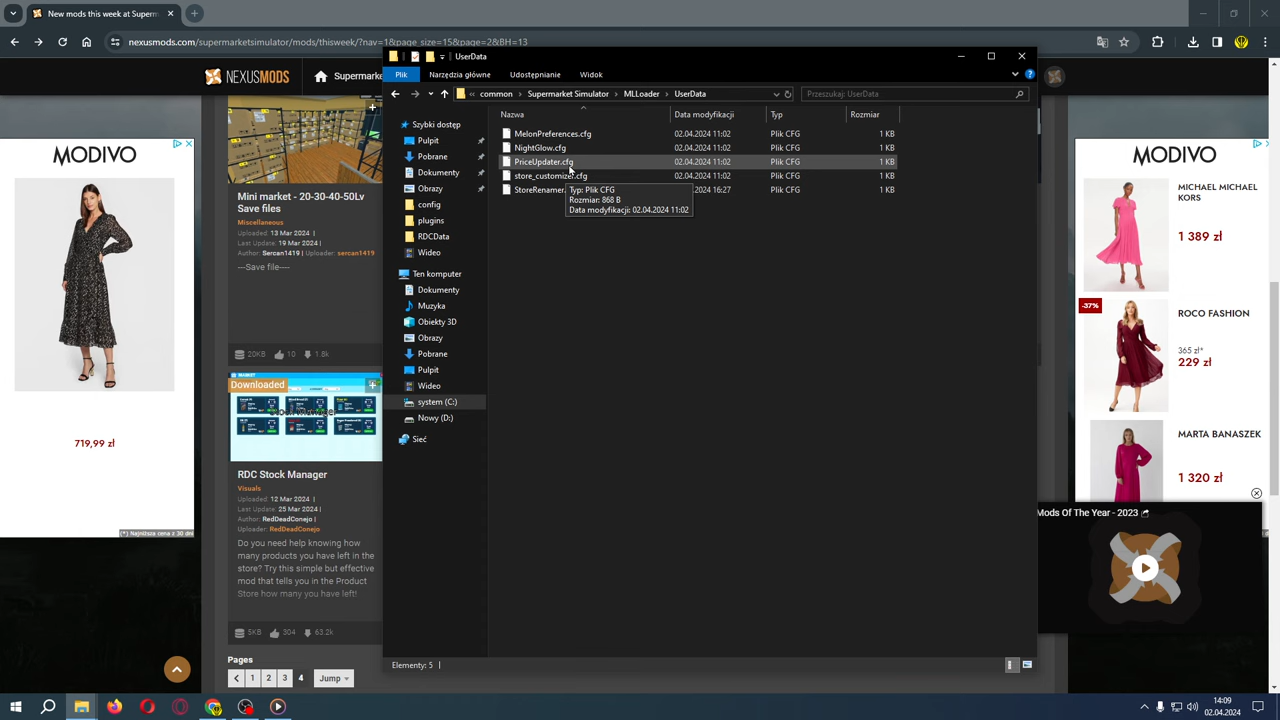 New mods this week at Superm
nexusmods.com/supermarketsimulator/mods/thisweek/?nav=1&page_size=15&page=2&BH=13
NEXUSMODS
Supermarke
UserData
Plik
Narzędzia główne
Udostępnianie
Widok
common
Supermarket Simulator
MLLoader
UserData
Przeszukaj: UserData
Nazwa
Data modyfikacji
Typ
Rozmiar
MelonPreferences.cfg
02.04.2024 11:02
Plik CFG
1 KB
NightGlow.cfg
02.04.2024 11:02
Plik CFG
1 KB
PriceUpdater.cfg
02.04.2024 11:02
Plik CFG
1 KB
store_customizer.cfg
02.04.2024 11:02
Plik CFG
1 KB
StoreRenamer.
2024 16:27
Plik CFG
1 KB
Typ: Plik CFG
Rozmiar: 868 B
Data modyfikacji: 02.04.2024 11:02
Szybki dostęp
Pulpit
Pobrane
Dokumenty
Obrazy
config
plugins
RDCData
Wideo
Ten komputer
Dokumenty
Muzyka
Obiekty 3D
Obrazy
Pobrane
Pulpit
Wideo
system (C:)
Nowy (D:)
Sieć
Elementy: 5
Mini market - 20-30-40-50Lv
Save files
Miscellaneous
Uploaded: 13 Mar 2024 |
Last Update: 19 Mar 2024 |
Author: Sercan1419 | Uploader: sercan1419
---Save file----
20KB
10
1.8k
Downloaded
RDC Stock Manager
Visuals
Uploaded: 12 Mar 2024 |
Last Update: 25 Mar 2024 |
Author: RedDeadConejo |
Uploader: RedDeadConejo
Do you need help knowing how
many products you have left in the
store? Try this simple but effective
mod that tells you in the Product
Store how many you have left!
5KB
304
63.2k
Pages
1
2
3
4
Jump
MODIVO
719,99 zł
(*) Najniższa cena z 30 dni
MODIVO
MICHAEL MICHAEL
KORS
1 389 zł
-37%
ROCO FASHION
365 zł*
229 zł
MARTA BANASZEK
1 320 zł
Mods Of The Year - 2023
14:09
02.04.2024